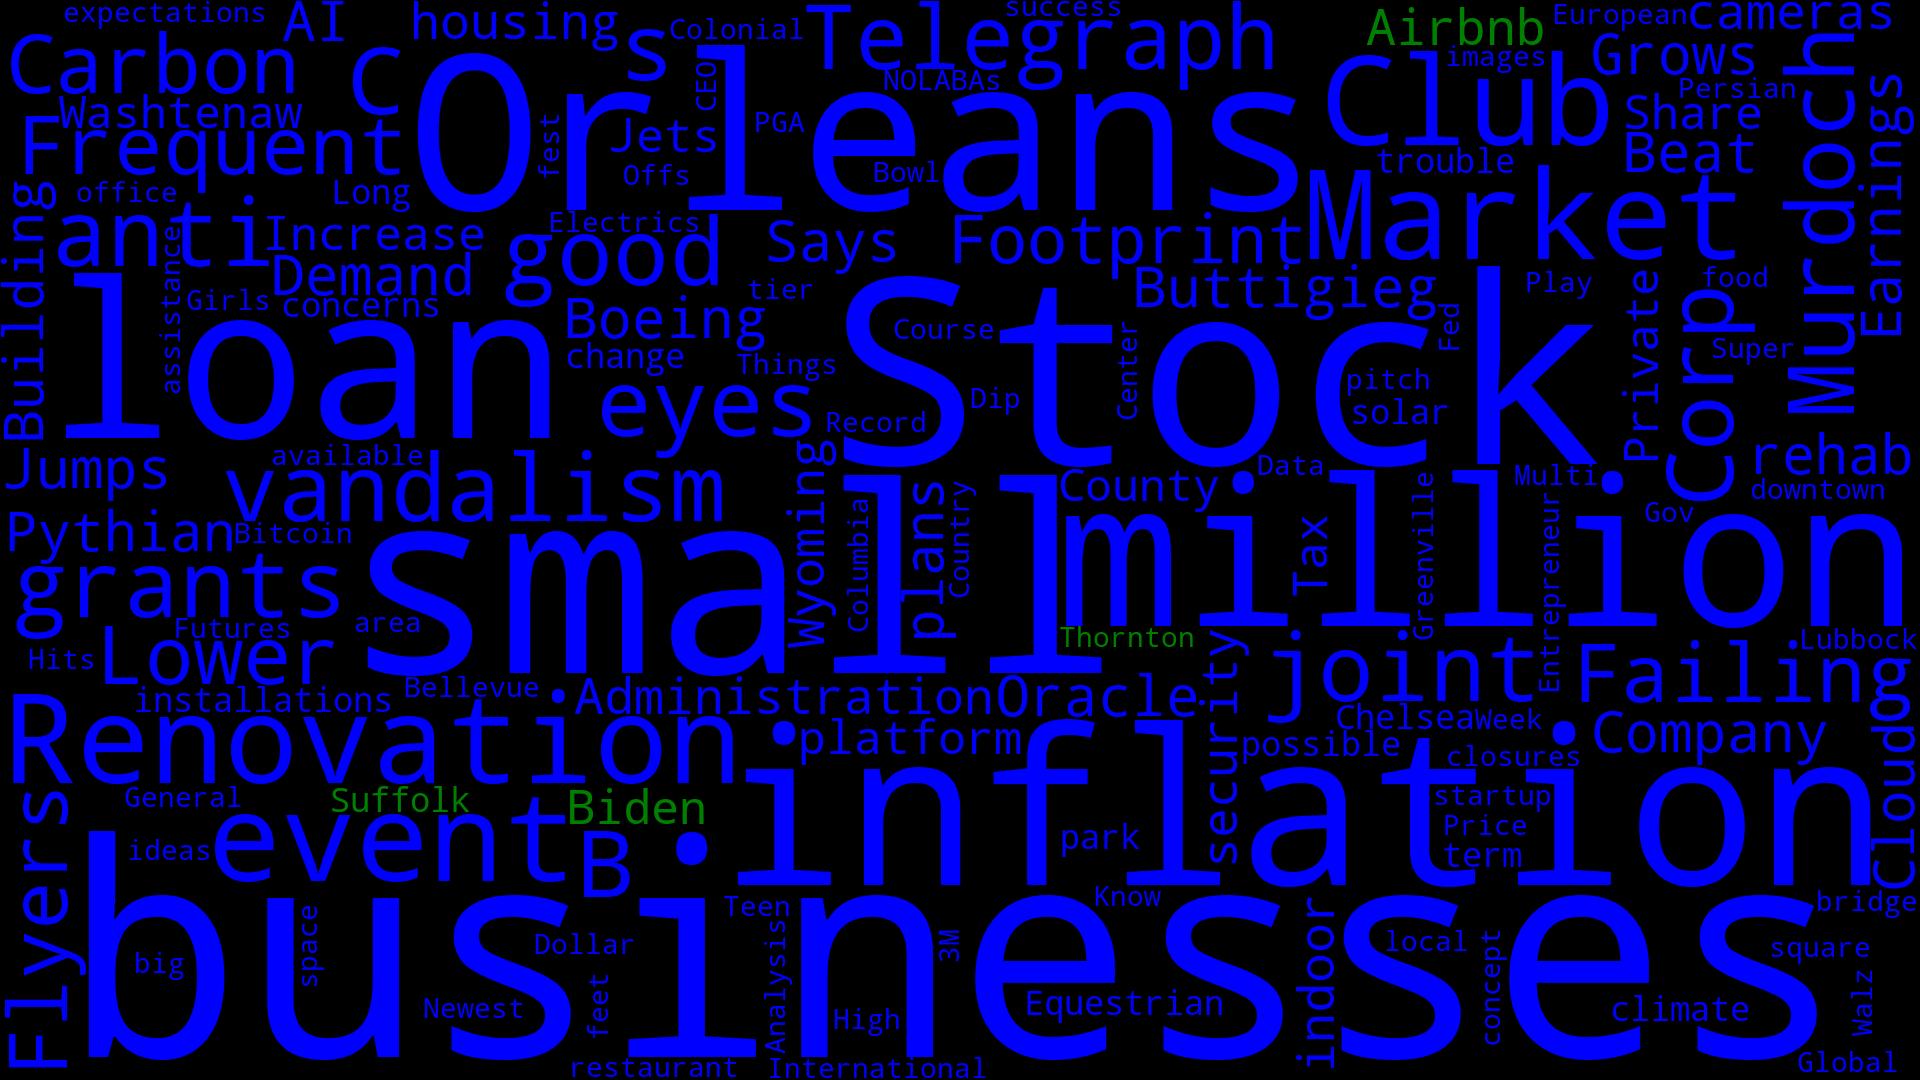 expectations
AI
housing
s
Colonial
Telegraph
success
Airbnb
European
cameras
Carbon
C
Orleans
CEO
NOLABAs
Club
images
Grows
Murdoch
Washtenaw
Frequent
fest
Jets
PGA
Persian
Share
Earnings
Offs
Bowl
trouble
Beat
Building
office
Long
anti
assistance
Increase
Electrics
good
Says
Footprint
Market
Demand
Girls
concerns
Boeing
tier
Buttigieg
Play
Private
food
Corp
loan
change
Things
Stock
Course
Center
Fed
Super
eyes
Record
Dip
pitch
solar
Jumps
available
vandalism
Wyoming
County
Data
Multi
rehab
downtown
Pythian
Bitcoin
small
Columbia
plans
Country
million
Tax
Greenville
Entrepreneur
Gov
grants
Futures
area
Thornton
Lubbock
Hits
Lower
installations
Bellevue
Administration
Oracle
security
joint
Failing
Cloud
Renovation
platform
Chelsea
Week
Company
possible
closures
General
Suffolk
Biden
inflation
startup
Flyers
ideas
event
B
park
Price
term
businesses
Teen
Know
bridge
big
space
Dollar
feet
Analysis
3M
indoor
local
concept
square
Newest
High
Equestrian
climate
Walz
restaurant
International
Global